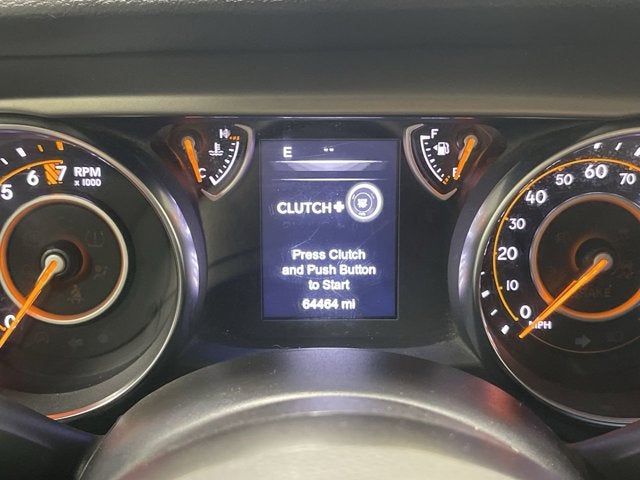 H
C
E
--
F
E
5 6 7
RPM
x 1000
0
CLUTCH+
Press Clutch
and Push Button
to Start
64464 mi
0 10 20 30 40 50 60 70
MPH